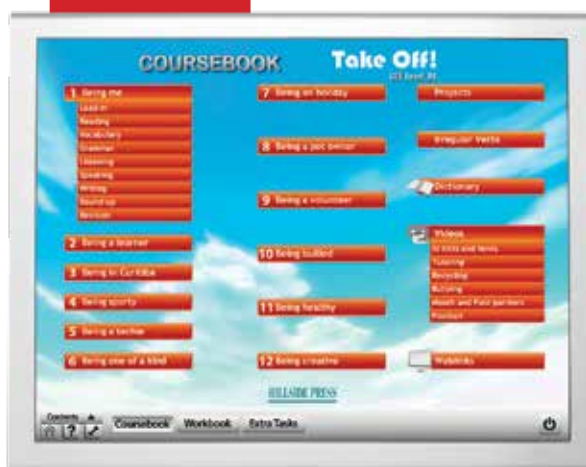 COURSEBOOK Take Off!
1 Being me
Lead in
Reading
Vocabulary
Grammar
Listening
Speaking
Writing
Round up
Revision
2 Being a learner
3 Being in Curitiba
4 Being sporty
5 Being a techie
6 Being one of a kind
7 Being on holiday
8 Being a pet owner
9 Being a volunteer
10 Being bullied
11 Being healthy
12 Being creative
Projects
Irregular Verbs
Dictionary
Videos
Tutoring
Recycling
Bullying
Fashion
Weblinks
HILLSIDE PRESS
Contents
Coursebook Workbook Extra Tasks